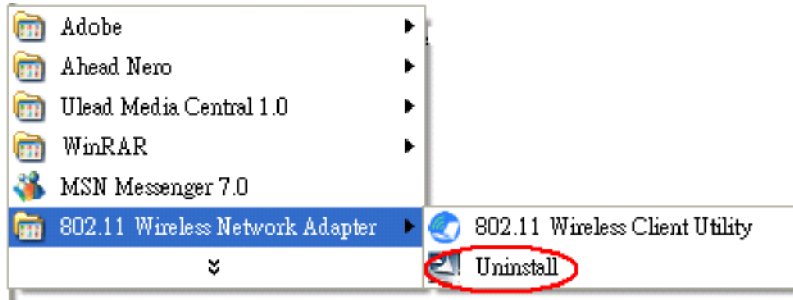 Adobe
Ahead Nero
Ulead Media Central 1.0
WinRAR
MSN Messenger 7.0
802.11 Wireless Network Adapter
802.11 Wireless Client Utility
Uninstall